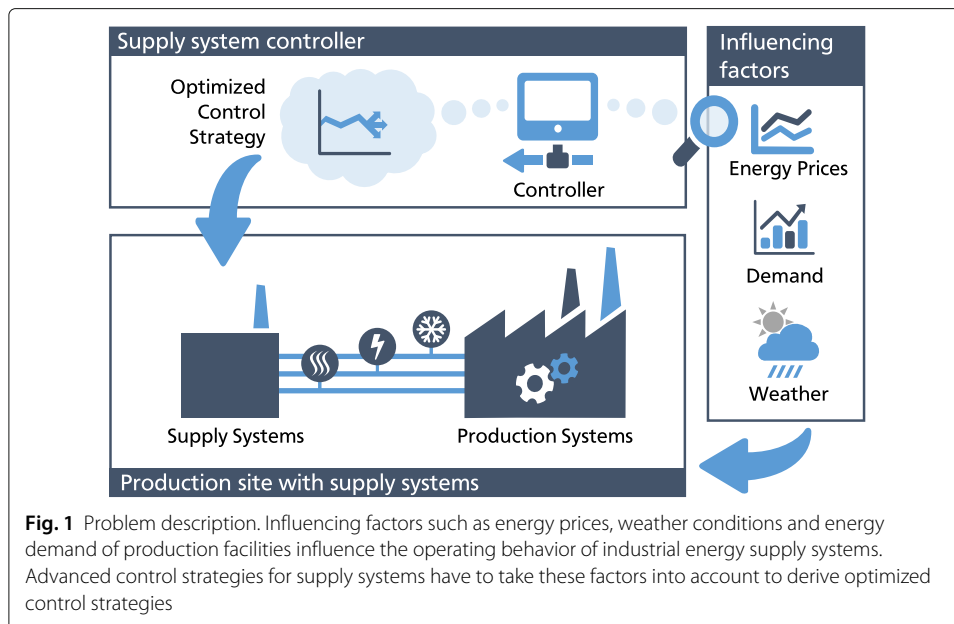 Supply system controller
Optimized
Control
Strategy
Controller
Influencing
factors
Energy Prices
Demand
Weather
Supply Systems
Production Systems
Production site with supply systems
Fig. 1 Problem description. Influencing factors such as energy prices, weather conditions and energy
demand of production facilities influence the operating behavior of industrial energy supply systems.
Advanced control strategies for supply systems have to take these factors into account to derive optimized
control strategies